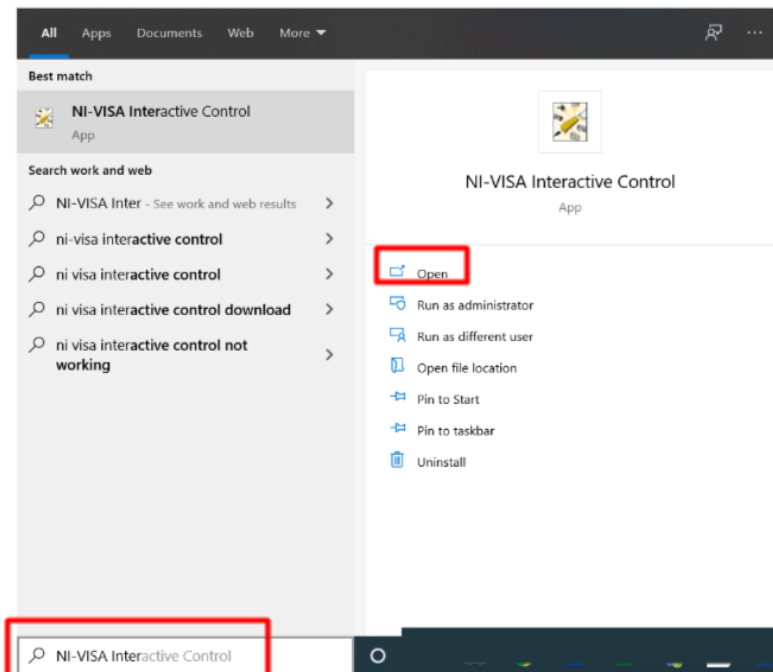 All Apps Documents Web More
Best match
NI-VISA Interactive Control
App
Search work and web
NI-VISA Inter - See work and web results
ni-visa interactive control
ni visa interactive control
ni visa interactive control download
ni visa interactive control not
working
NI-VISA Interactive Control
App
Open
Run as administrator
Run as different user
Open file location
Pin to Start
Pin to taskbar
Uninstall
NI-VISA Interactive Control